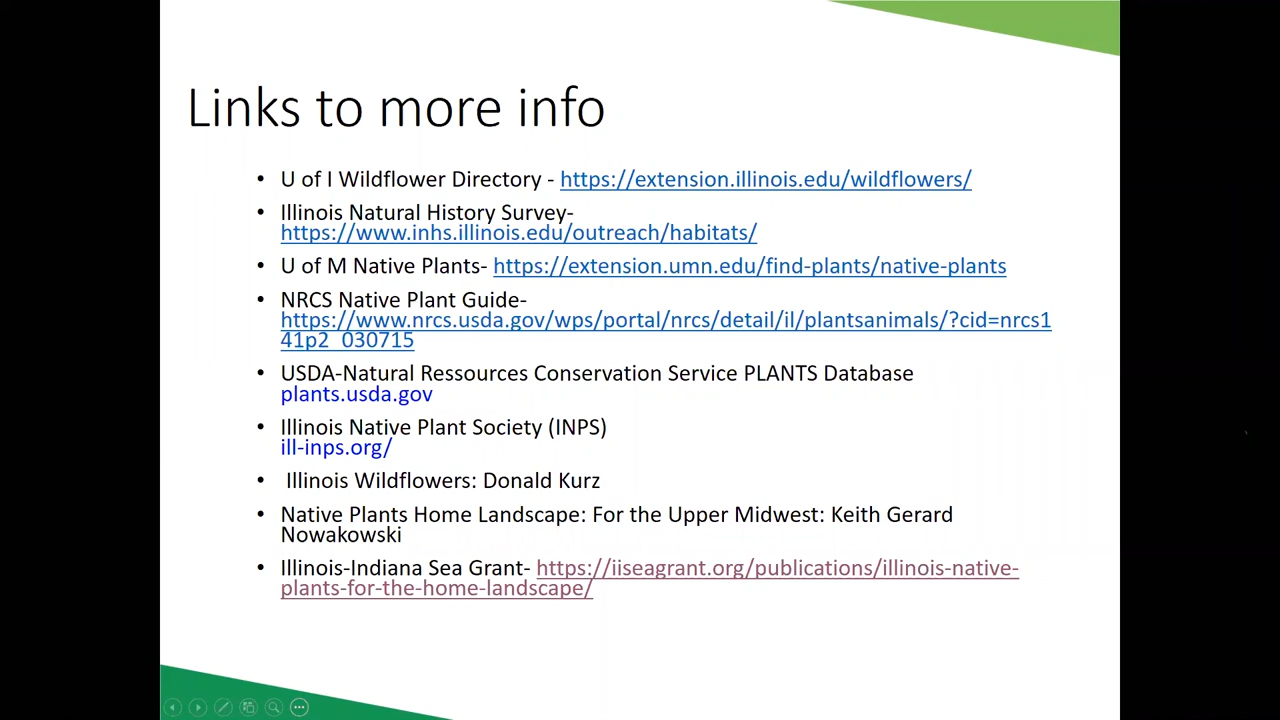 Links to more info
• U of I Wildflower Directory - https://extension.illinois.edu/wildflowers/
• Illinois Natural History Survey-
https://www.inhs.illinois.edu/outreach/habitats/
• U of M Native Plants- https://extension.umn.edu/find-plants/native-plants
• NRCS Native Plant Guide-
https://www.nrcs.usda.gov/wps/portal/nrcs/detail/il/plantsanimals/?cid=nrcs1
41p2_030715
• USDA-Natural Ressources Conservation Service PLANTS Database
plants.usda.gov
• Illinois Native Plant Society (INPS)
ill-inps.org/
• Illinois Wildflowers: Donald Kurz
• Native Plants Home Landscape: For the Upper Midwest: Keith Gerard
Nowakowski
• Illinois-Indiana Sea Grant- https://iiseagrant.org/publications/illinois-native-
plants-for-the-home-landscape/